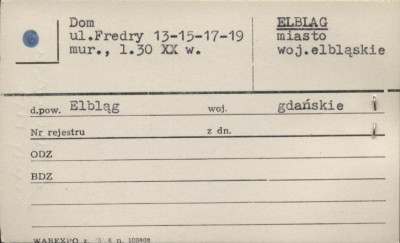 Dom
ul.Fredry 13-15-17-19
mur., l.30 XX w.
ELBLĄG
miasto
woj.elbląskie
d.pow. Elbląg woj. gdańskie
Nr rejestru z dn.
ODZ
BDZ
WAREXPO z.